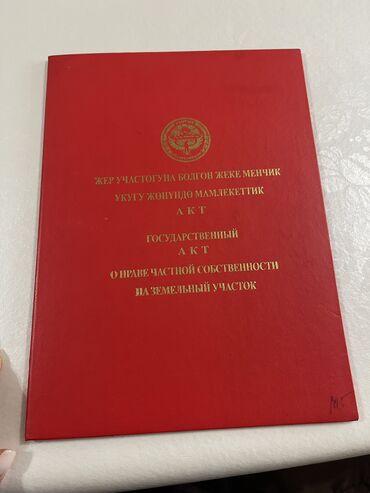 ЖЕР УЧАСТОГУНА БОЛГОН ЖЕКЕ МЕНЧИК
УКУГУ ЖӨНҮНДӨ МАМЛЕКЕТТИК
АКТ
ГОСУДАРСТВЕННЫЙ
АКТ
О ПРАВЕ ЧАСТНОЙ СОБСТВЕННОСТИ
НА ЗЕМЕЛЬНЫЙ УЧАСТОК